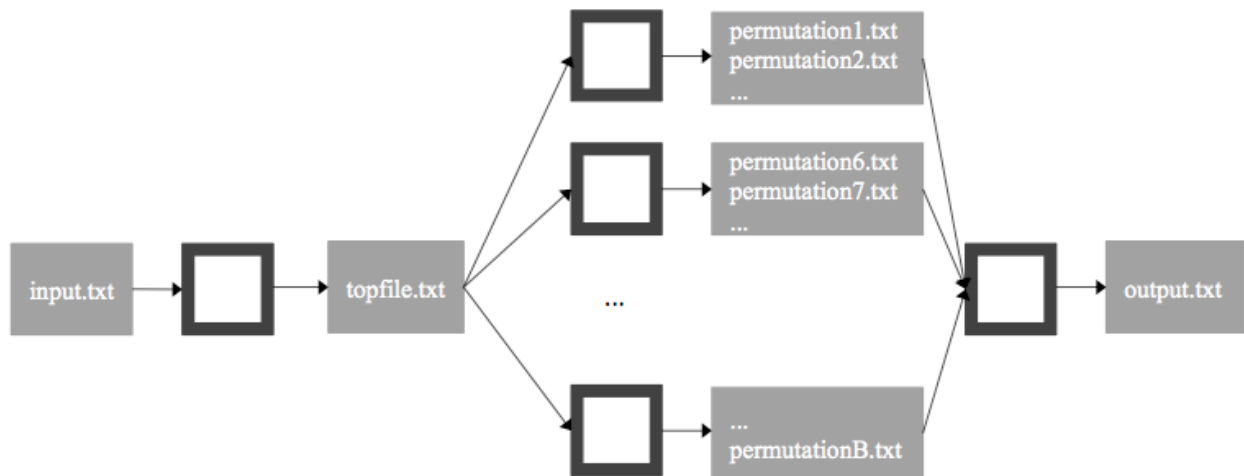 permutation1.txt
permutation2.txt
...
permutation6.txt
permutation7.txt
...
input.txt
topfile.txt
...
output.txt
...
permutationB.txt